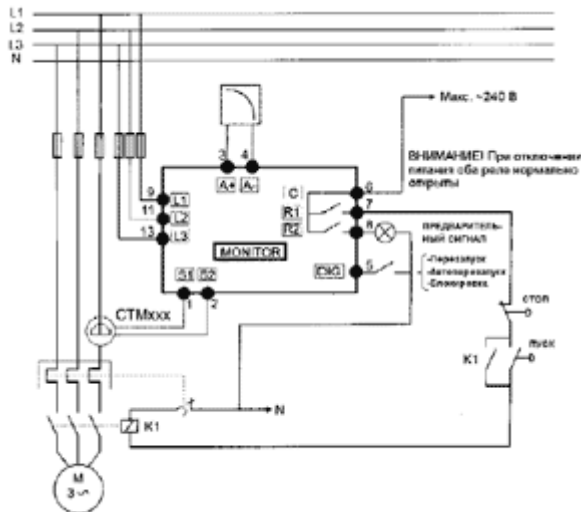 L1
L2
L3
N
Макс. ~240 В
ВНИМАНИЕ! При отключении
питания оба реле нормально
открыты
3 4
A+ A-
9 L1
11 L2
13 L3
C 6
R1 7
R2 8
MONITOR
DIG 5
S1 S2
1 2
ПРЕДВАРИТЕЛЬ-
НЫЙ СИГНАЛ
-Перезапуск
-Автоперезапуск
-Блокировка
CTMxxx
СТОП
K1
ПУСК
N
K1
M
3 ~